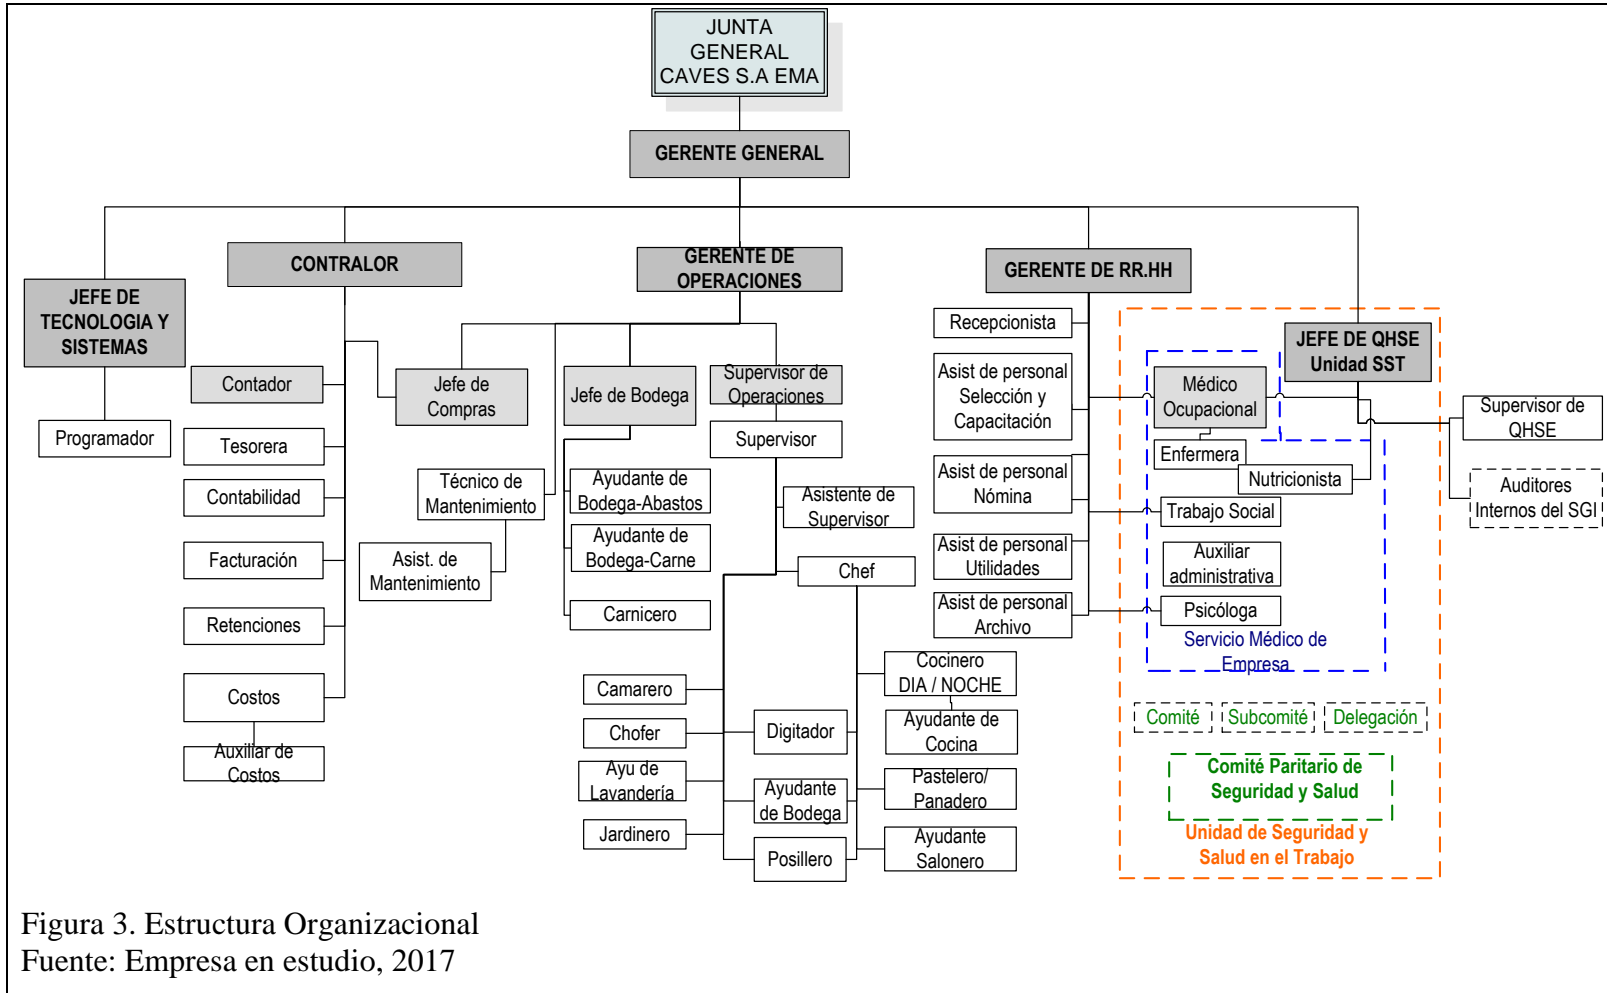 JUNTA
GENERAL
CAVES S.A EMA
GERENTE GENERAL
CONTRALOR
GERENTE DE
OPERACIONES
GERENTE DE RR.HH
JEFE DE
TECNOLOGIA Y
SISTEMAS
JEFE DE QHSE
Unidad SST
Programador
Contador
Tesorera
Contabilidad
Facturación
Retenciones
Costos
Auxiliar de
Costos
Jefe de
Compras
Técnico de
Mantenimiento
Asist. de
Mantenimiento
Jefe de Bodega
Ayudante de
Bodega-Abastos
Ayudante de
Bodega-Carne
Carnicero
Supervisor de
Operaciones
Supervisor
Asistente de
Supervisor
Chef
Camarero
Chofer
Ayu de
Lavandería
Jardinero
Digitador
Ayudante
de Bodega
Posillero
Cocinero
DIA / NOCHE
Ayudante de
Cocina
Pastelero/
Panadero
Ayudante
Salonero
Recepcionista
Asist de personal
Selección y
Capacitación
Asist de personal
Nómina
Asist de personal
Utilidades
Asist de personal
Archivo
Médico
Ocupacional
Enfermera
Nutricionista
Trabajo Social
Auxiliar
administrativa
Psicóloga
Servicio Médico de
Empresa
Supervisor de
QHSE
Auditores
Internos del SGI
Comité
Subcomité
Delegación
Comité Paritario de
Seguridad y Salud
Unidad de Seguridad y
Salud en el Trabajo
Figura 3. Estructura Organizacional
Fuente: Empresa en estudio, 2017